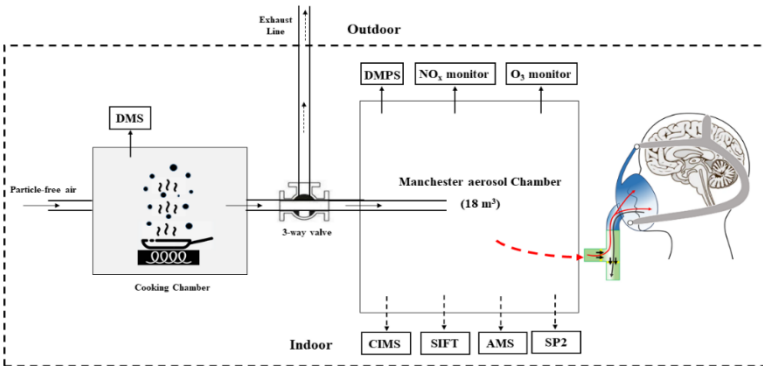 Exhaust
Line
Outdoor
DMPS
NOx monitor
O3 monitor
DMS
Particle-free air
Manchester aerosol Chamber
(18 m³)
3-way valve
Cooking Chamber
Indoor
CIMS
SIFT
AMS
SP2